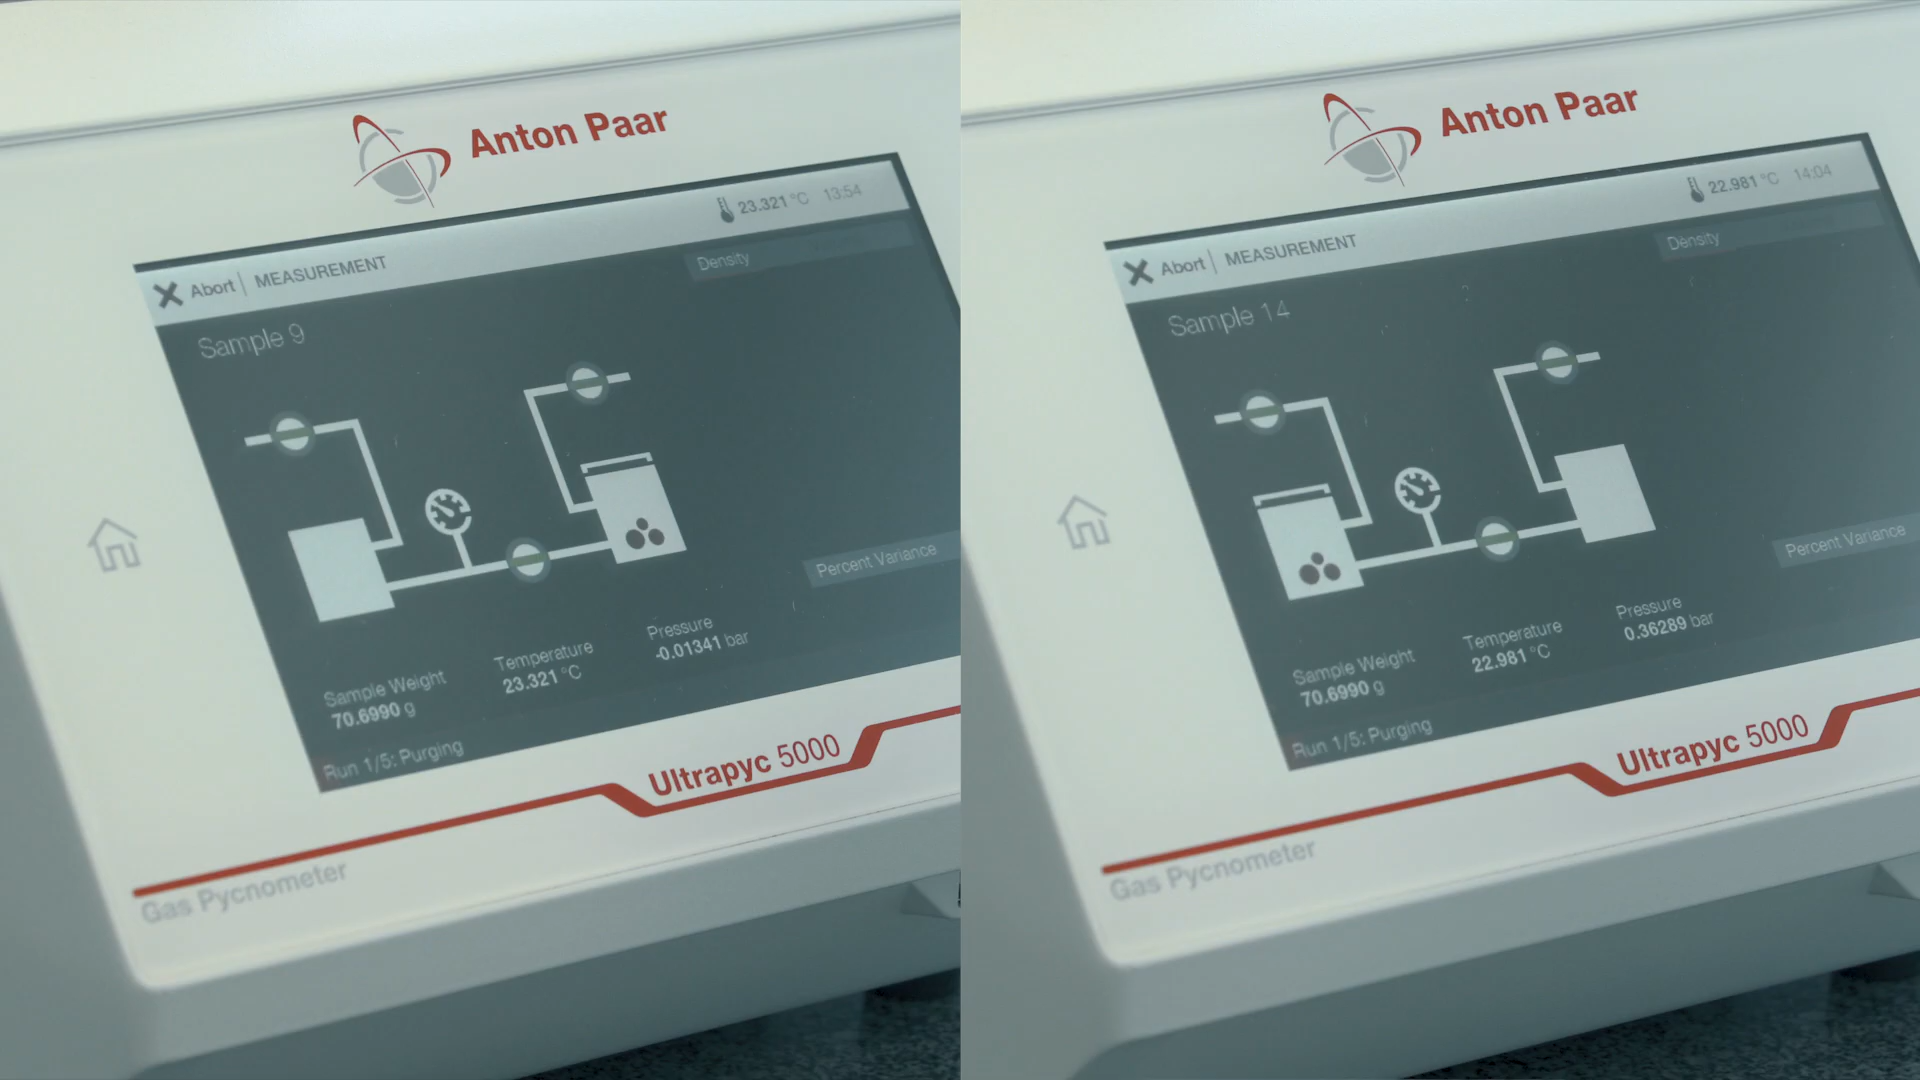 Anton Paar
23.321 °C 13:54
Abort | MEASUREMENT
Density
Sample 9
Percent Variance
Sample Weight
70.6990 g
Temperature
23.321 °C
Pressure
-0.01341 bar
Run 1/5: Purging
Ultrapyc 5000
Gas Pycnometer
Anton Paar
22.981 °C 14:04
Abort | MEASUREMENT
Density
Sample 14
Percent Variance
Sample Weight
70.6990 g
Temperature
22.981 °C
Pressure
0.36289 bar
Run 1/5: Purging
Ultrapyc 5000
Gas Pycnometer